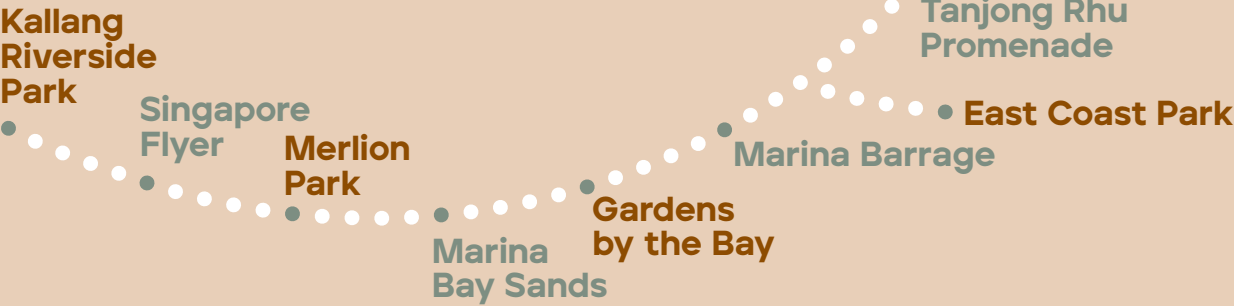 Kallang
Riverside
Park
Singapore
Flyer
Merlion
Park
Marina
Bay Sands
Gardens
by the Bay
Marina Barrage
Tanjong Rhu
Promenade
East Coast Park